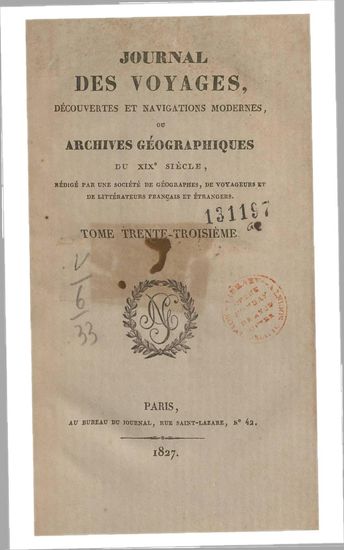 JOURNAL
DES VOYAGES,
DÉCOUVERTES ET NAVIGATIONS MODERNES,
OU
ARCHIVES GÉOGRAPHIQUES
DU XIXᵉ SIÈCLE,
RÉDIGÉ PAR UNE SOCIÉTÉ DE GÉOGRAPHES, DE VOYAGEURS ET
DE LITTÉRATEURS FRANÇAIS ET ÉTRANGERS.
131197
TOME TRENTE-TROISIÈME
V
6
33
PARIS,
AU BUREAU DU JOURNAL, RUE SAINT-LAZARE, Nº 42.
1827.